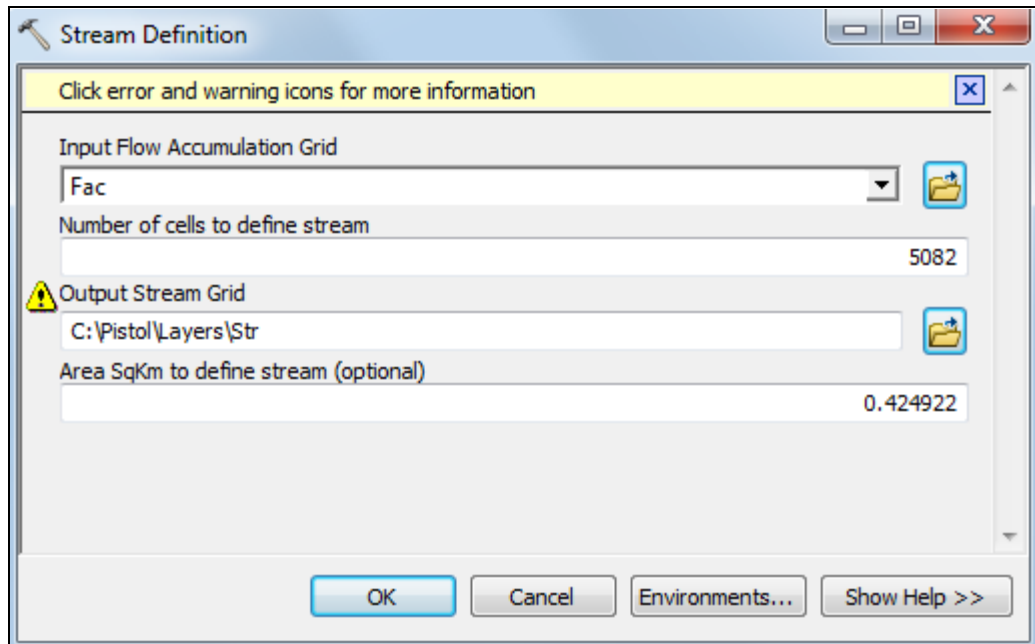 Stream Definition
Click error and warning icons for more information
Input Flow Accumulation Grid
Fac
Number of cells to define stream
5082
Output Stream Grid
C:\Pistol\Layers\Str
Area SqKm to define stream (optional)
0.424922
OK Cancel Environments... Show Help >>